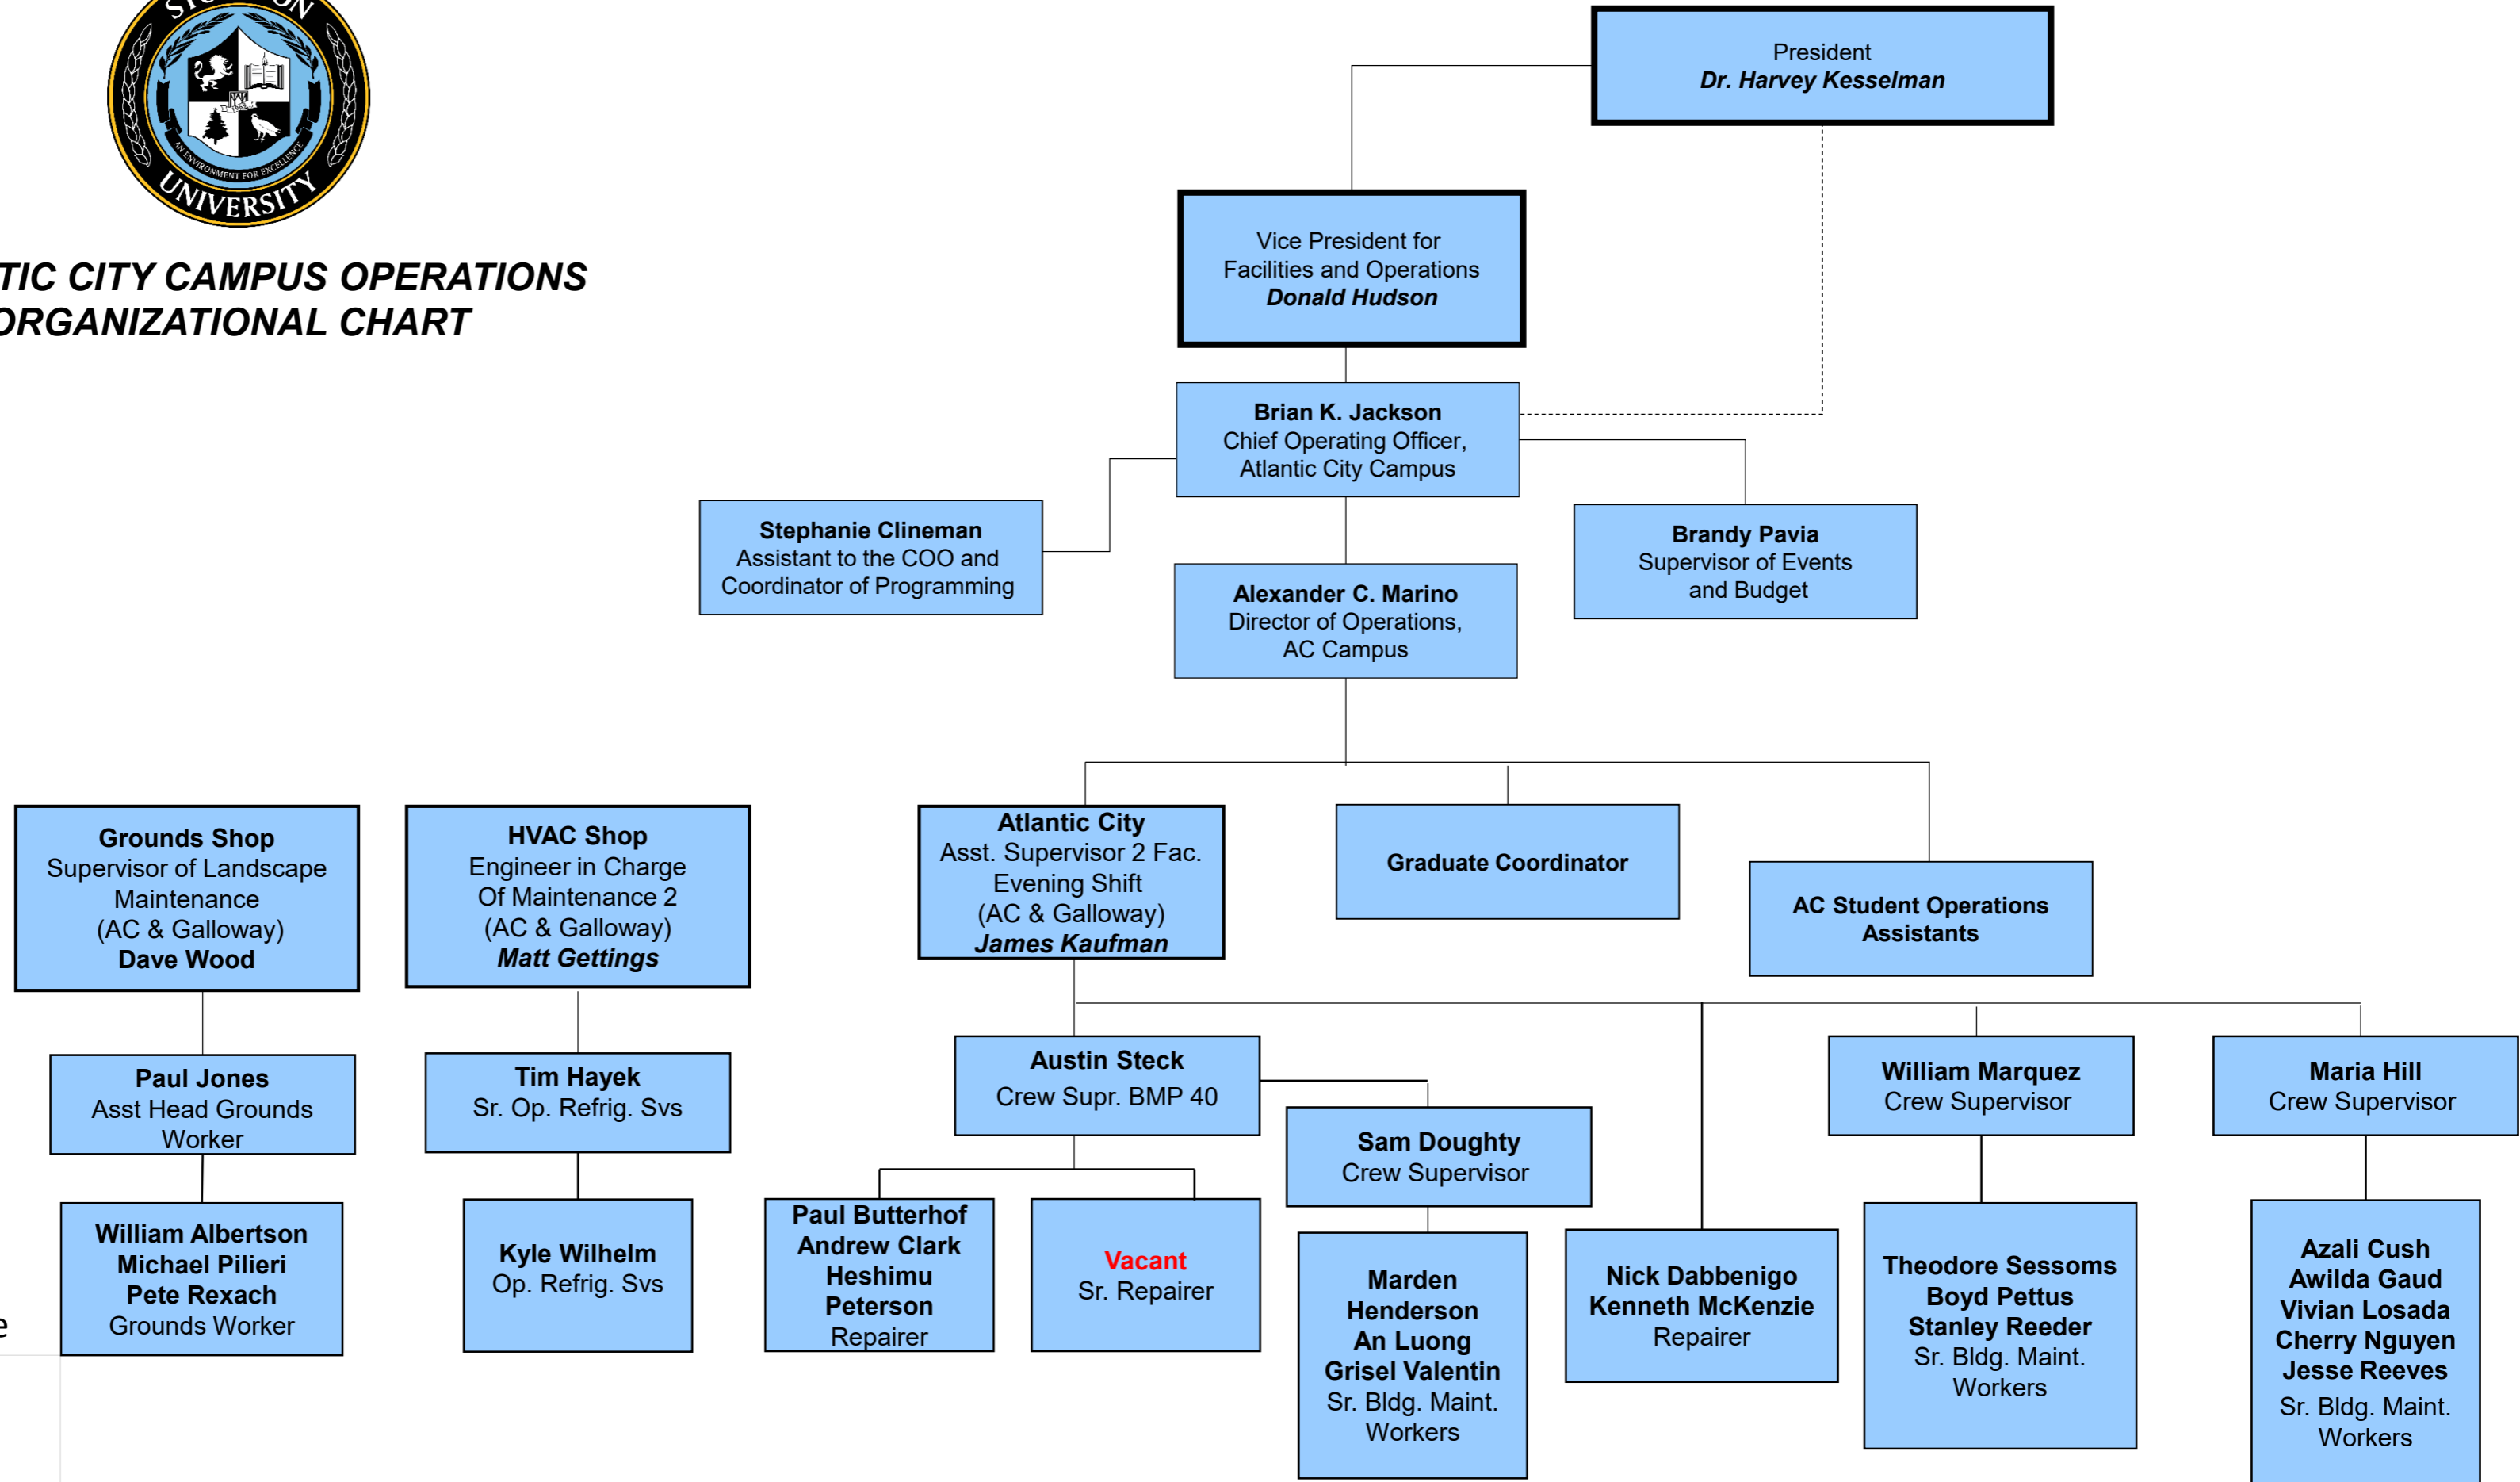 UNIVERSITY
AN ENVIRONMENT FOR EXCELLENCE
TIC CITY CAMPUS OPERATIONS
ORGANIZATIONAL CHART
President
Dr. Harvey Kesselman
Vice President for
Facilities and Operations
Donald Hudson
Brian K. Jackson
Chief Operating Officer,
Atlantic City Campus
Stephanie Clineman
Assistant to the COO and
Coordinator of Programming
Brandy Pavia
Supervisor of Events
and Budget
Alexander C. Marino
Director of Operations,
AC Campus
Grounds Shop
Supervisor of Landscape
Maintenance
(AC & Galloway)
Dave Wood
HVAC Shop
Engineer in Charge
Of Maintenance 2
(AC & Galloway)
Matt Gettings
Atlantic City
Asst. Supervisor 2 Fac.
Evening Shift
(AC & Galloway)
James Kaufman
Graduate Coordinator
AC Student Operations
Assistants
Paul Jones
Asst Head Grounds
Worker
Tim Hayek
Sr. Op. Refrig. Svs
Austin Steck
Crew Supr. BMP 40
Sam Doughty
Crew Supervisor
William Marquez
Crew Supervisor
Maria Hill
Crew Supervisor
William Albertson
Michael Pilieri
Pete Rexach
Grounds Worker
Kyle Wilhelm
Op. Refrig. Svs
Paul Butterhof
Andrew Clark
Heshimu
Peterson
Repairer
Vacant
Sr. Repairer
Marden
Henderson
An Luong
Grisel Valentin
Sr. Bldg. Maint.
Workers
Nick Dabbenigo
Kenneth McKenzie
Repairer
Theodore Sessoms
Boyd Pettus
Stanley Reeder
Sr. Bldg. Maint.
Workers
Azali Cush
Awilda Gaud
Vivian Losada
Cherry Nguyen
Jesse Reeves
Sr. Bldg. Maint.
Workers
e